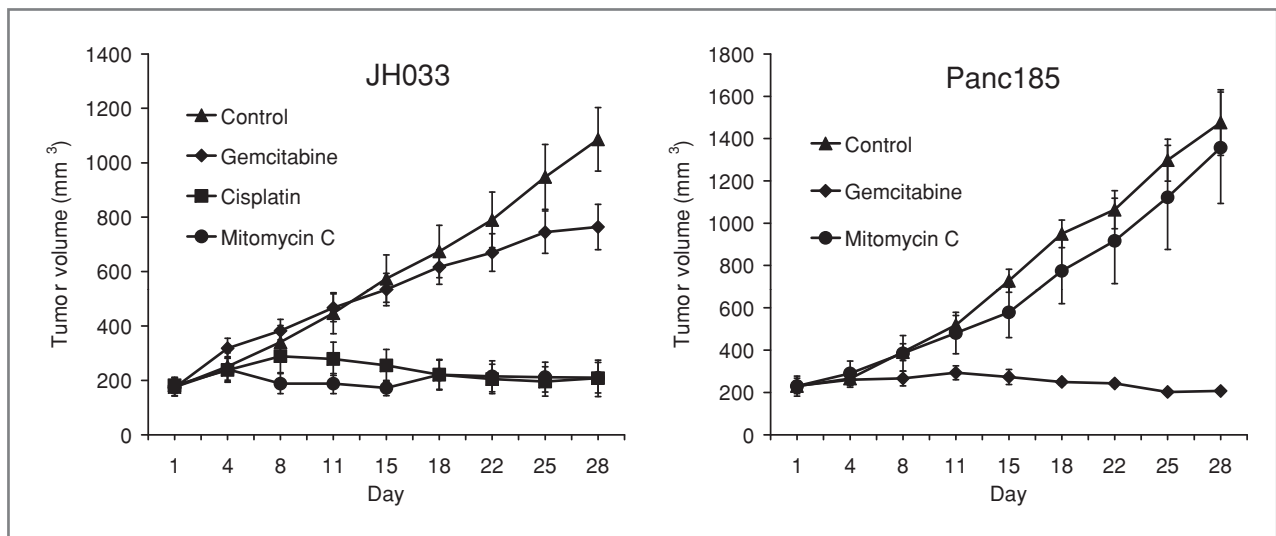 JH033
1400
1200
1000
800
600
400
200
0
Tumor volume (mm 3)
Control
Gemcitabine
Cisplatin
Mitomycin C
1 4 8 11 15 18 22 25 28
Day
Panc185
1800
1600
1400
1200
1000
800
600
400
200
0
Tumor volume (mm 3)
Control
Gemcitabine
Mitomycin C
1 4 8 11 15 18 22 25 28
Day